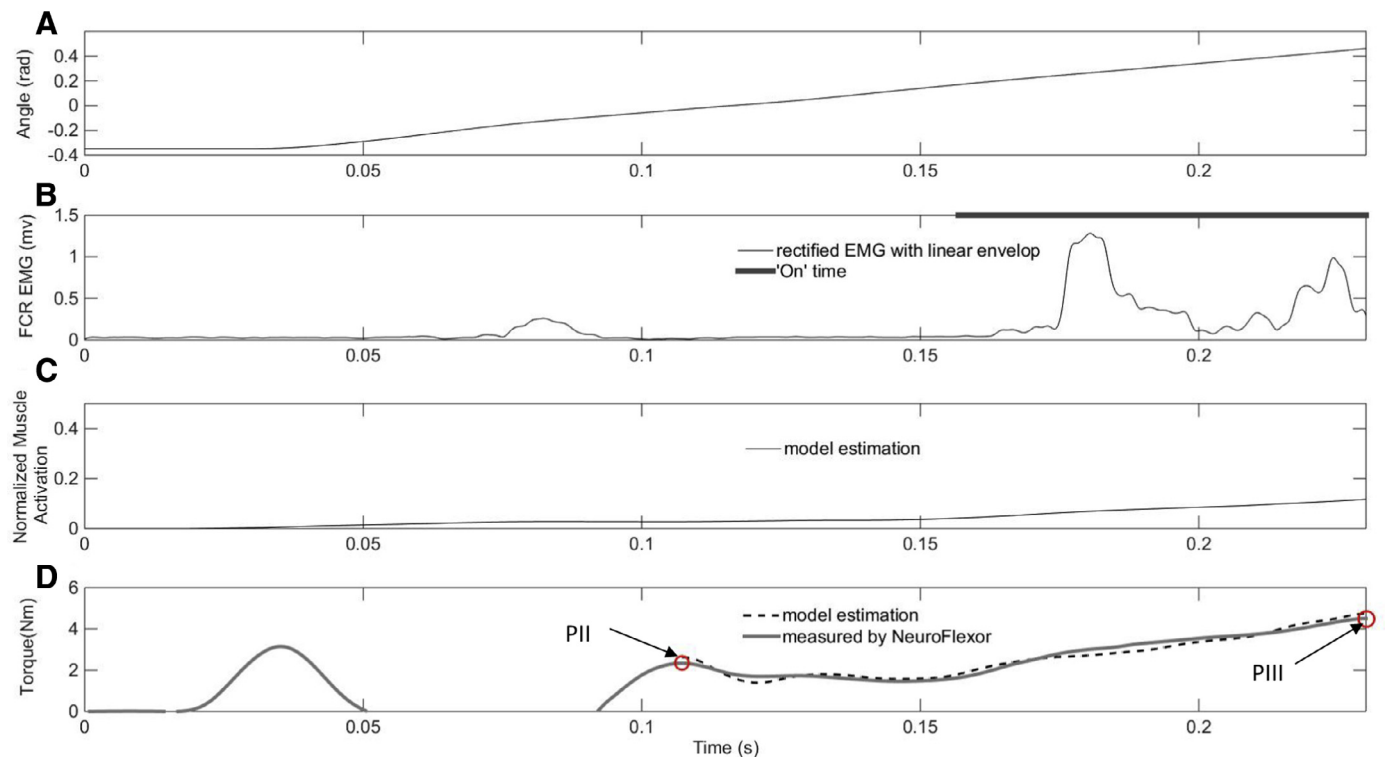 A
Angle (rad)
0.4
0.2
0
-0.2
-0.4
0 0.05 0.1 0.15 0.2
B
FCR EMG (mv)
1.5
1
0.5
0
rectified EMG with linear envelop
'On' time
0 0.05 0.1 0.15 0.2
C
Normalized Muscle
Activation
0.4
0.2
0
model estimation
0 0.05 0.1 0.15 0.2
D
Torque(Nm)
6
4
2
0
PII
model estimation
measured by NeuroFlexor
PIII
0 0.05 0.1 0.15 0.2
Time (s)